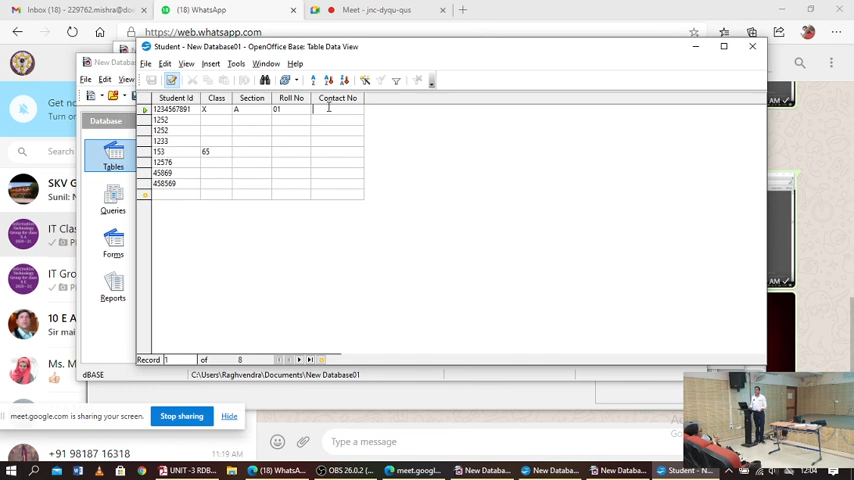 Inbox (1) - 229762.mishra@do
(18) WhatsApp
Meet - jnc-dyqu-qus
https://web.whatsapp.com
Student - New Database01 - OpenOffice Base: Table Data View
File Edit View Insert Tools Window Help
New Datab
File Edit View
Get no
Turn on
Database
Tables
Queries
Forms
Reports
Search
SKV G
Sunil: N
IT Clas
IT Gro
10 E A
Sir mai
Ms. M
Student Id Class Section Roll No Contact No
1234567891 X A 01
1252
1252
1233
153 65
12576
45869
458569
Record 1 of 8
dBASE C:\Users\Raghvendra\Documents\New Database01
meet.google.com is sharing your screen. Stop sharing Hide
11:19 AM
+91 98187 16318
Type a message
UNIT -3 RDB...
(18) WhatsA...
OBS 26.0.2 (...
meet.googl...
New Databa...
New Databa...
New Databa...
Student - N...
12:04